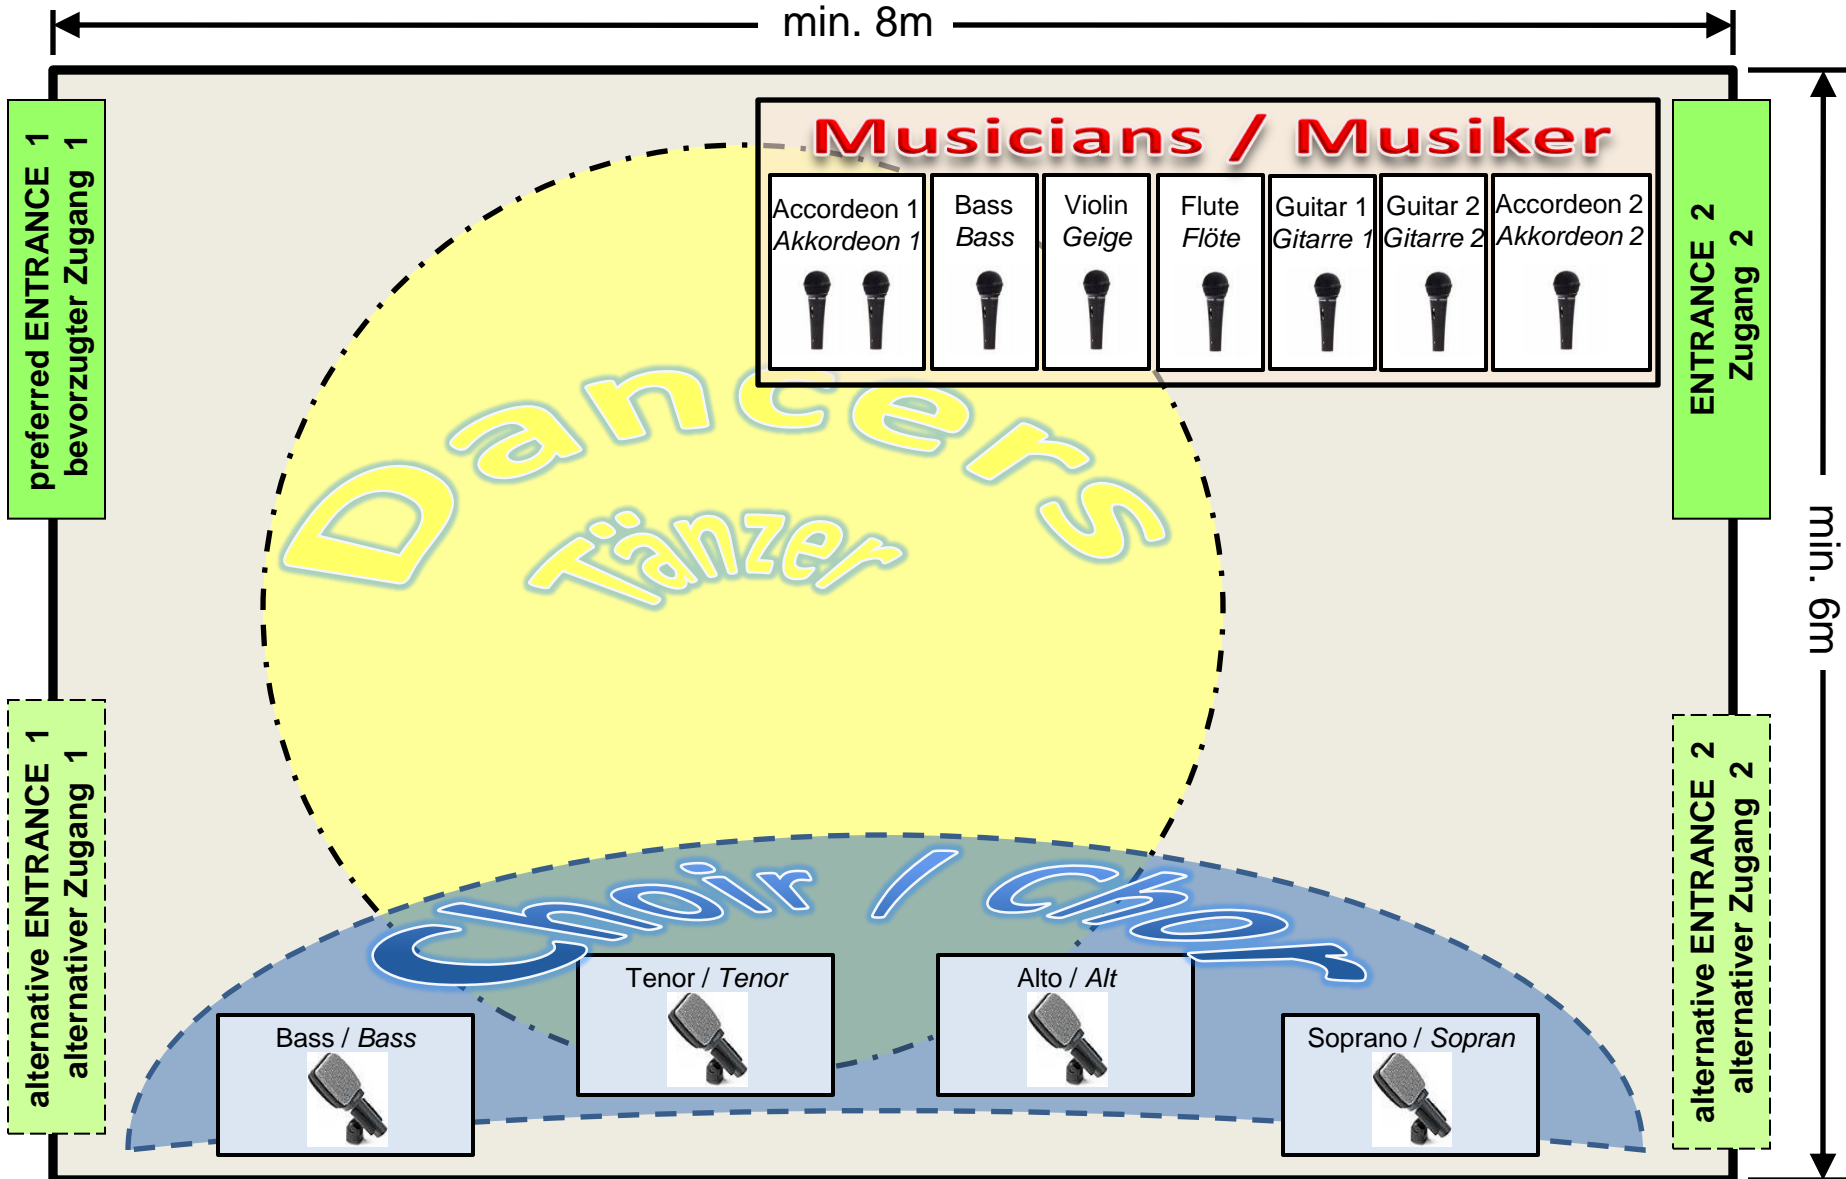 min. 8m
preferred ENTRANCE 1
bevorzugter Zugang 1
Musicians / Musiker
Accordeon 1
Akkordeon 1
Bass
Bass
Violin
Geige
Flute
Flöte
Guitar 1
Gitarre 1
Guitar 2
Gitarre 2
Accordeon 2
Akkordeon 2
ENTRANCE 2
Zugang 2
Dancers
Tänzer
min. 6m
alternative ENTRANCE 1
alternativer Zugang 1
Choir / Chor
Tenor / Tenor
Alto / Alt
Bass / Bass
Soprano / Sopran
alternative ENTRANCE 2
alternativer Zugang 2